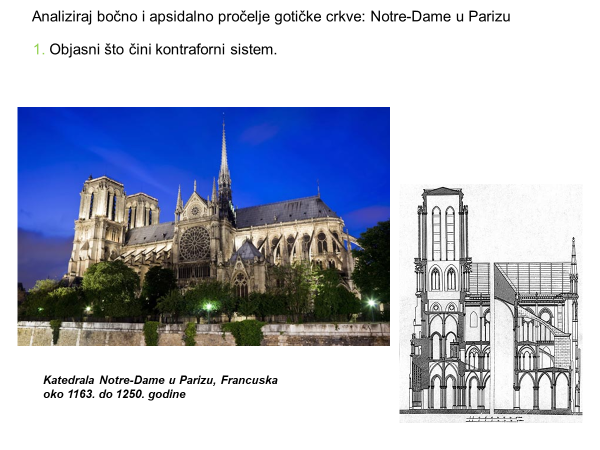 Analiziraj bočno i apsidalno pročelje gotičke crkve: Notre-Dame u Parizu
1. Objasni što čini kontraforni sistem.
Katedrala Notre-Dame u Parizu, Francuska
oko 1163. do 1250. godine